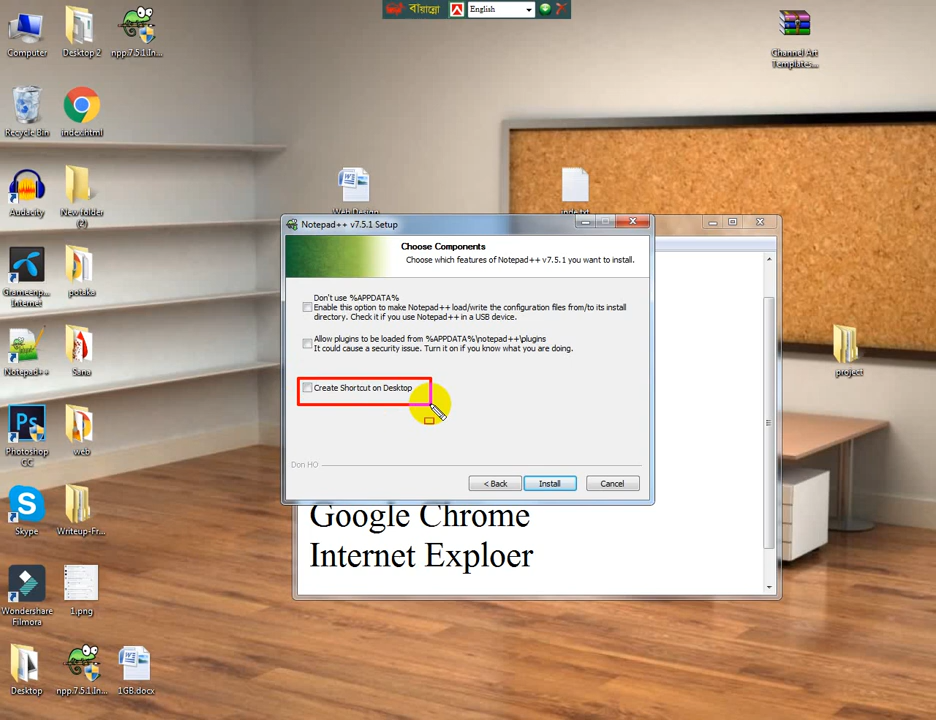 বায়ান্নো
English
Computer
Desktop 2
npp.7.5.1.In...
Channel Art
Templates...
Recycle Bin
index.html
Audacity
New folder
(2)
Web Design
Grameenp...
Internet
potaka
Notepad++
Sana
project
Photoshop
CC
web
Skype
Writeup-Fr...
Wondershare
Filmora
1.png
Desktop
npp.7.5.1.In...
1GB.docx
Notepad++ v7.5.1 Setup
Choose Components
Choose which features of Notepad++ v7.5.1 you want to install.
Don't use %APPDATA%
Enable this option to make Notepad++ load/write the configuration files from/to its install
directory. Check it if you use Notepad++ in a USB device.
Allow plugins to be loaded from %APPDATA%\notepad++\plugins
It could cause a security issue. Turn it on if you know what you are doing.
Create Shortcut on Desktop
Don HO
< Back
Install
Cancel
Google Chrome
Internet Exploer